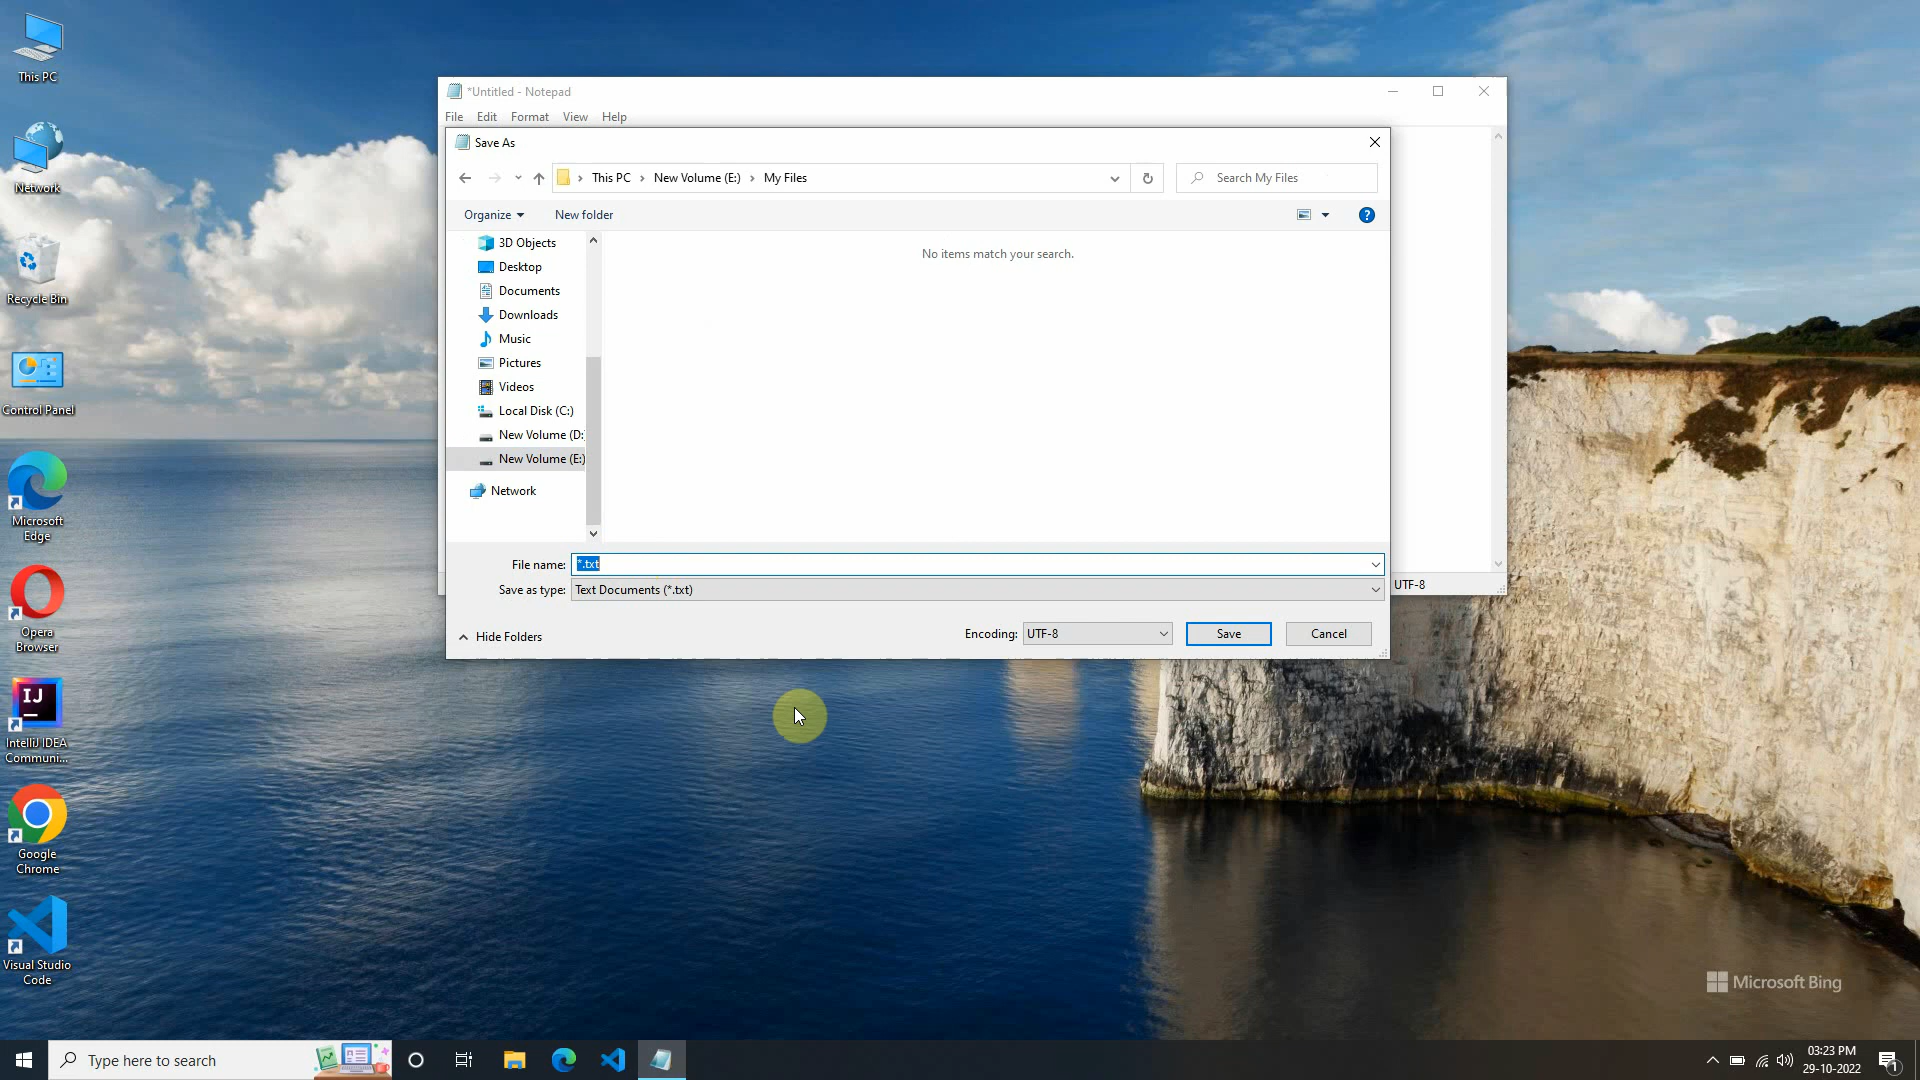 This PC
Network
Recycle Bin
Control Panel
Microsoft
Edge
Opera
Browser
IJ
IntelliJ IDEA
Communi...
Google
Chrome
Visual Studio
Code
*Untitled - Notepad
File Edit Format View Help
Save As
This PC › New Volume (E:) › My Files
Search My Files
Organize New folder
?
3D Objects
Desktop
Documents
Downloads
Music
Pictures
Videos
Local Disk (C:)
New Volume (D:
New Volume (E:)
Network
No items match your search.
File name: *.txt
Save as type: Text Documents (*.txt)
Hide Folders
Encoding: UTF-8
Save
Cancel
UTF-8
Microsoft Bing
Type here to search
03:23 PM
29-10-2022
1